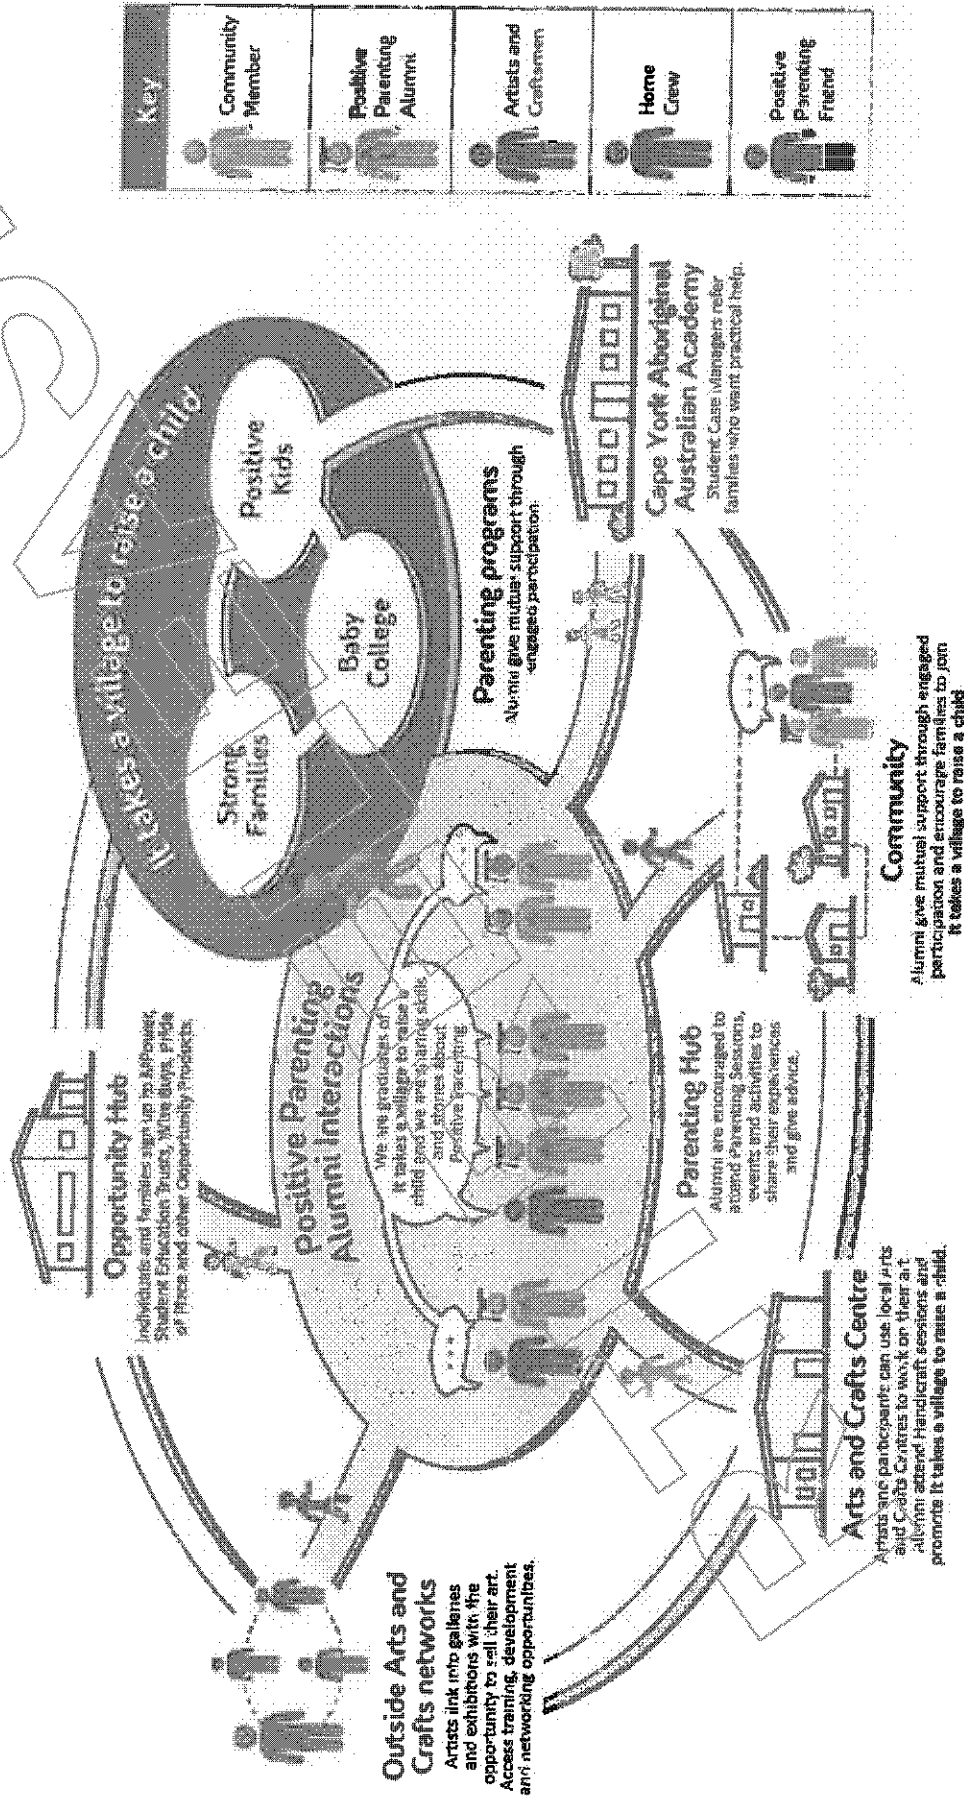 It takes a village to raise a child
Strong
Families
Positive
Kids
Baby
College
Parenting programs
Alumni give mutual support through
engaged participation
Opportunity Hub
Individuals and families sign up to MPower,
Student Education Trusts, Wise Buys, Pride
of Place and other Opportunity Products.
Positive Parenting
Alumni Interactions
We are graduates of
It takes a village to raise a
child and we are sharing skills
and stories about
Positive Parenting
Outside Arts and
Crafts networks
Artists link into galleries
and exhibitions with the
opportunity to sell their art.
Access training, development
and networking opportunities.
Parenting Hub
Alumni are encouraged to
attend Parenting Sessions,
events and activities to
share their experiences
and give advice.
Cape York Aboriginal
Australian Academy
Student Case Managers refer
families who want practical help.
Arts and Crafts Centre
Artists and participants can use local Arts
and Crafts Centres to work on their art
Alumni attend Handicraft sessions and
promote It takes a village to raise a child.
Community
Alumni give mutual support through engaged
participation and encourage families to join
It takes a village to raise a child
Key
Community
Member
Positive
Parenting
Alumni
Artists and
Craftsmen
Home
Crew
Positive
Parenting
Friend